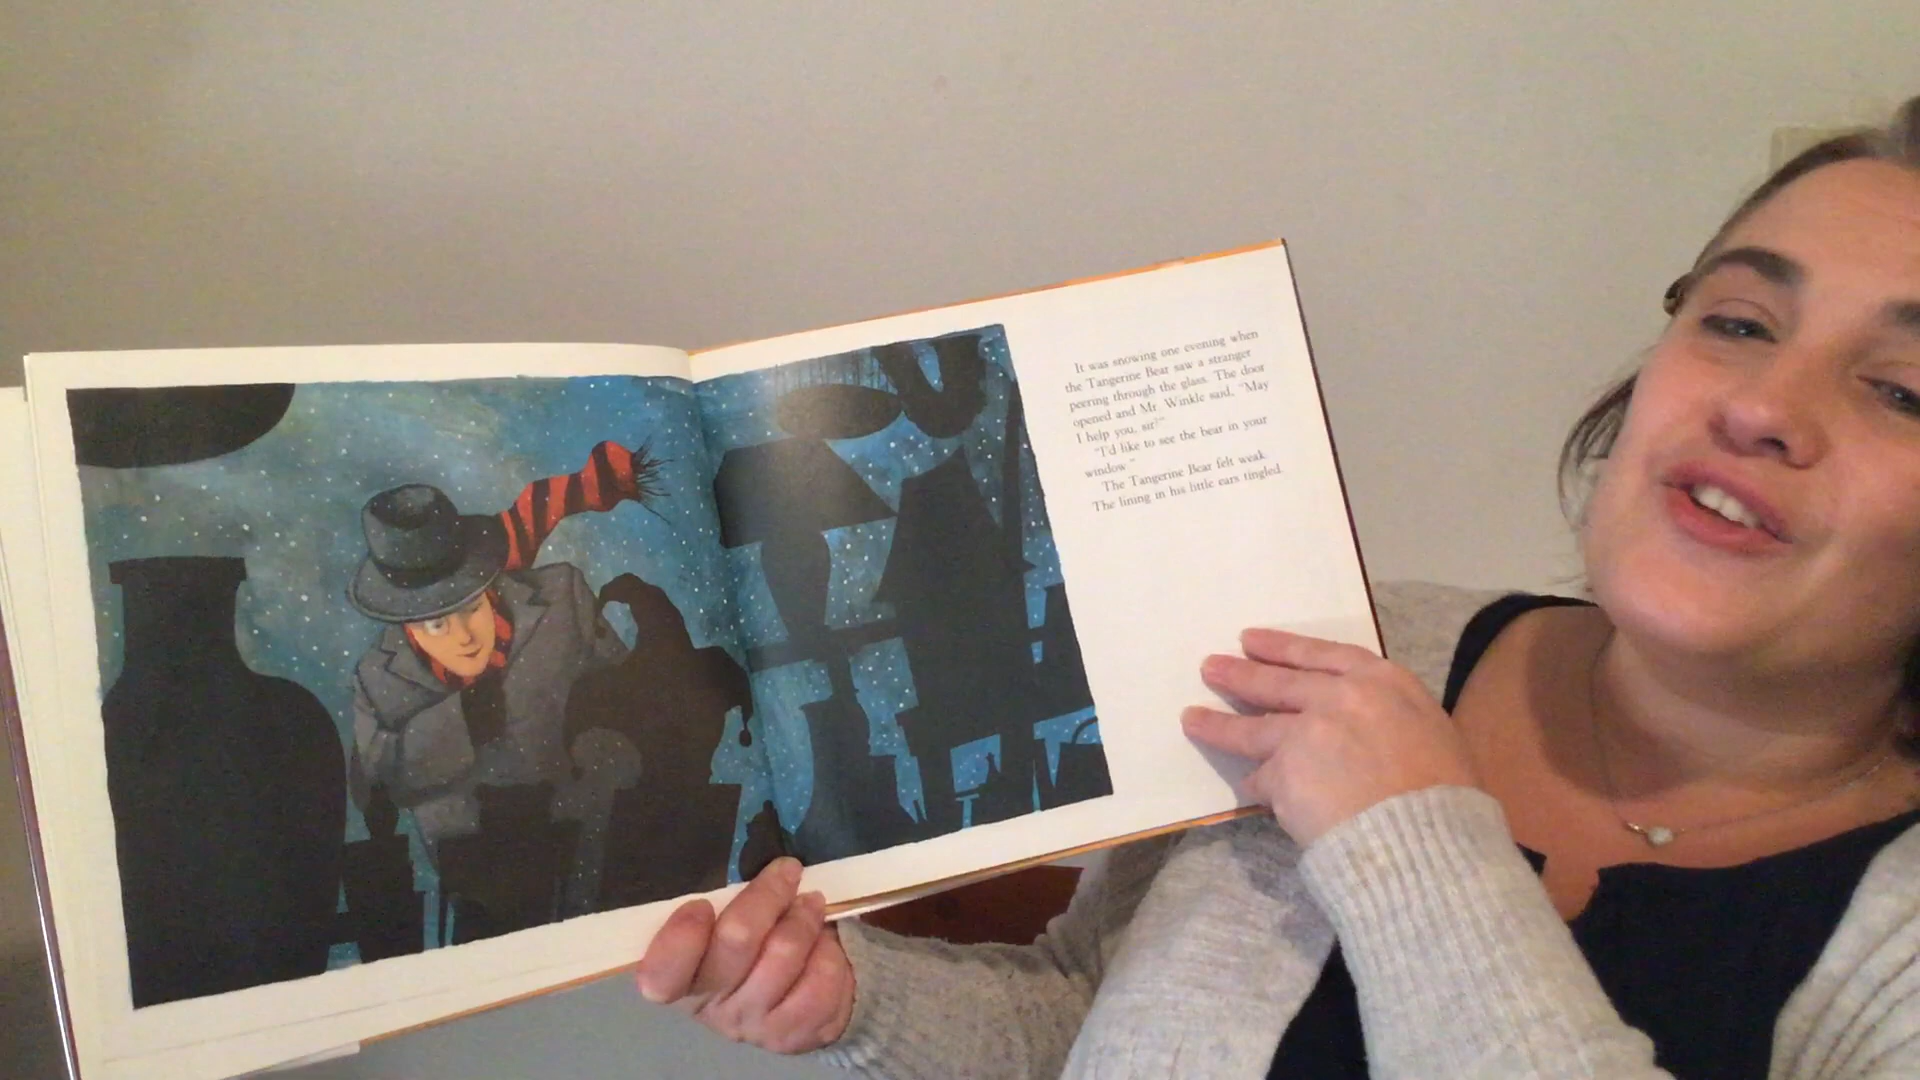 It was snowing one evening when
the Tangerine Bear saw a stranger
peering through the glass. The door
opened and Mr. Winkle said, "May
I help you, sir?"
"I'd like to see the bear in your
window."
The Tangerine Bear felt weak.
The lining in his little ears tingled.